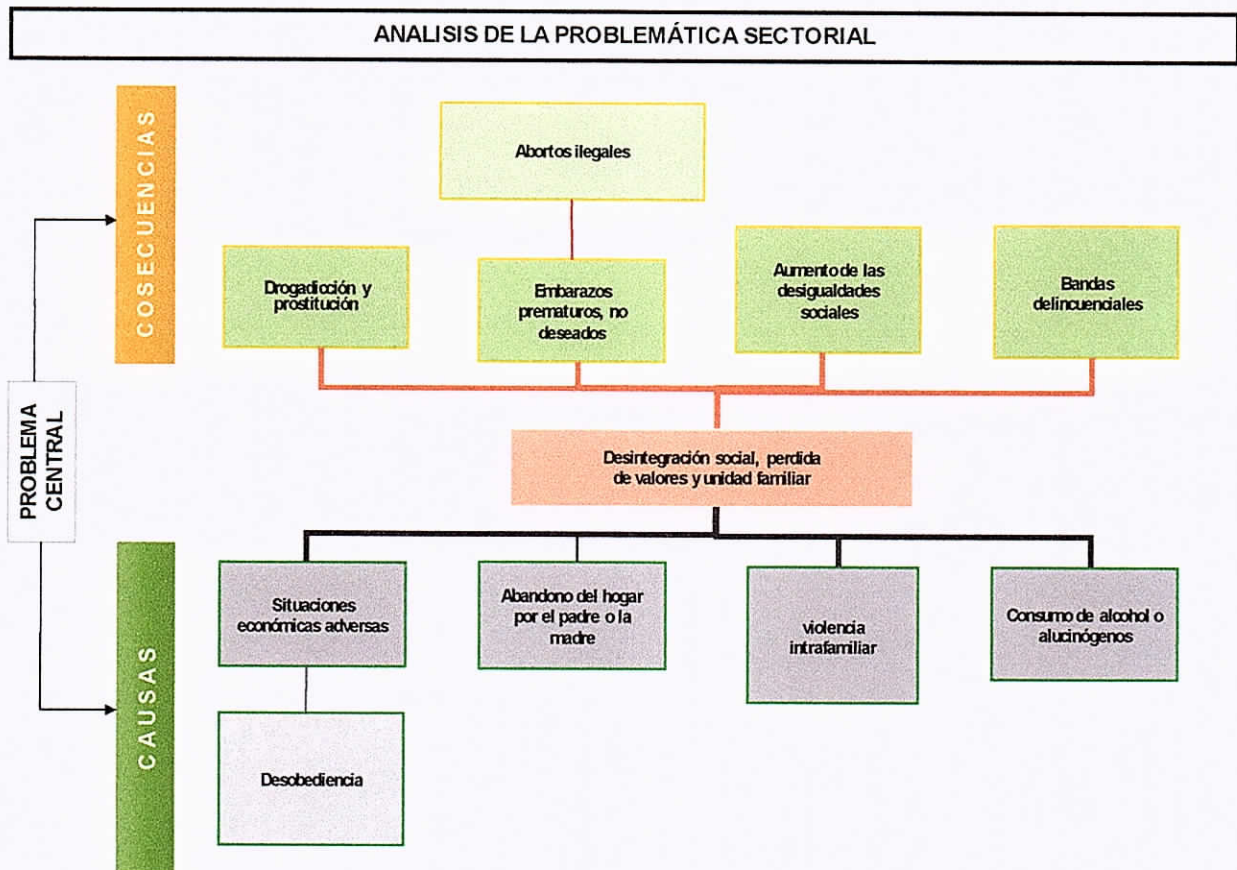 ANALISIS DE LA PROBLEMÁTICA SECTORIAL
COSECUENCIAS
Abortos ilegales
Drogadicción y
prostitución
Embarazos
prematuros, no
deseados
Aumento de las
desigualdades
sociales
Bandas
delincuenciales
PROBLEMA
CENTRAL
Desintegración social, perdida
de valores y unidad familiar
CAUSAS
Situaciones
económicas adversas
Abandono del hogar
por el padre o la
madre
violencia
intrafamiliar
Consumo de alcohol o
alucinógenos
Desobediencia